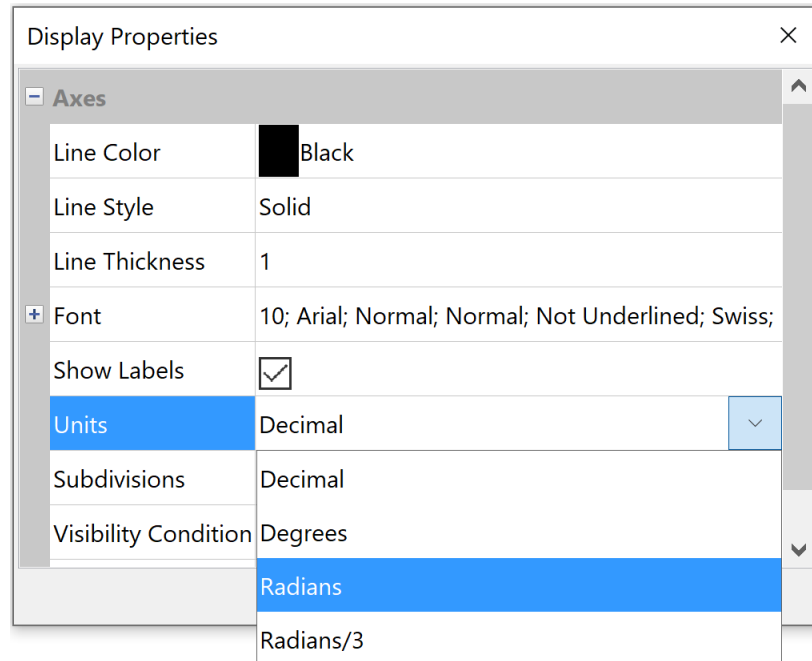 Display Properties
Axes
Line Color Black
Line Style Solid
Line Thickness 1
Font 10; Arial; Normal; Normal; Not Underlined; Swiss;
Show Labels
Units Decimal
Subdivisions Decimal
Visibility Condition Degrees
Radians
Radians/3